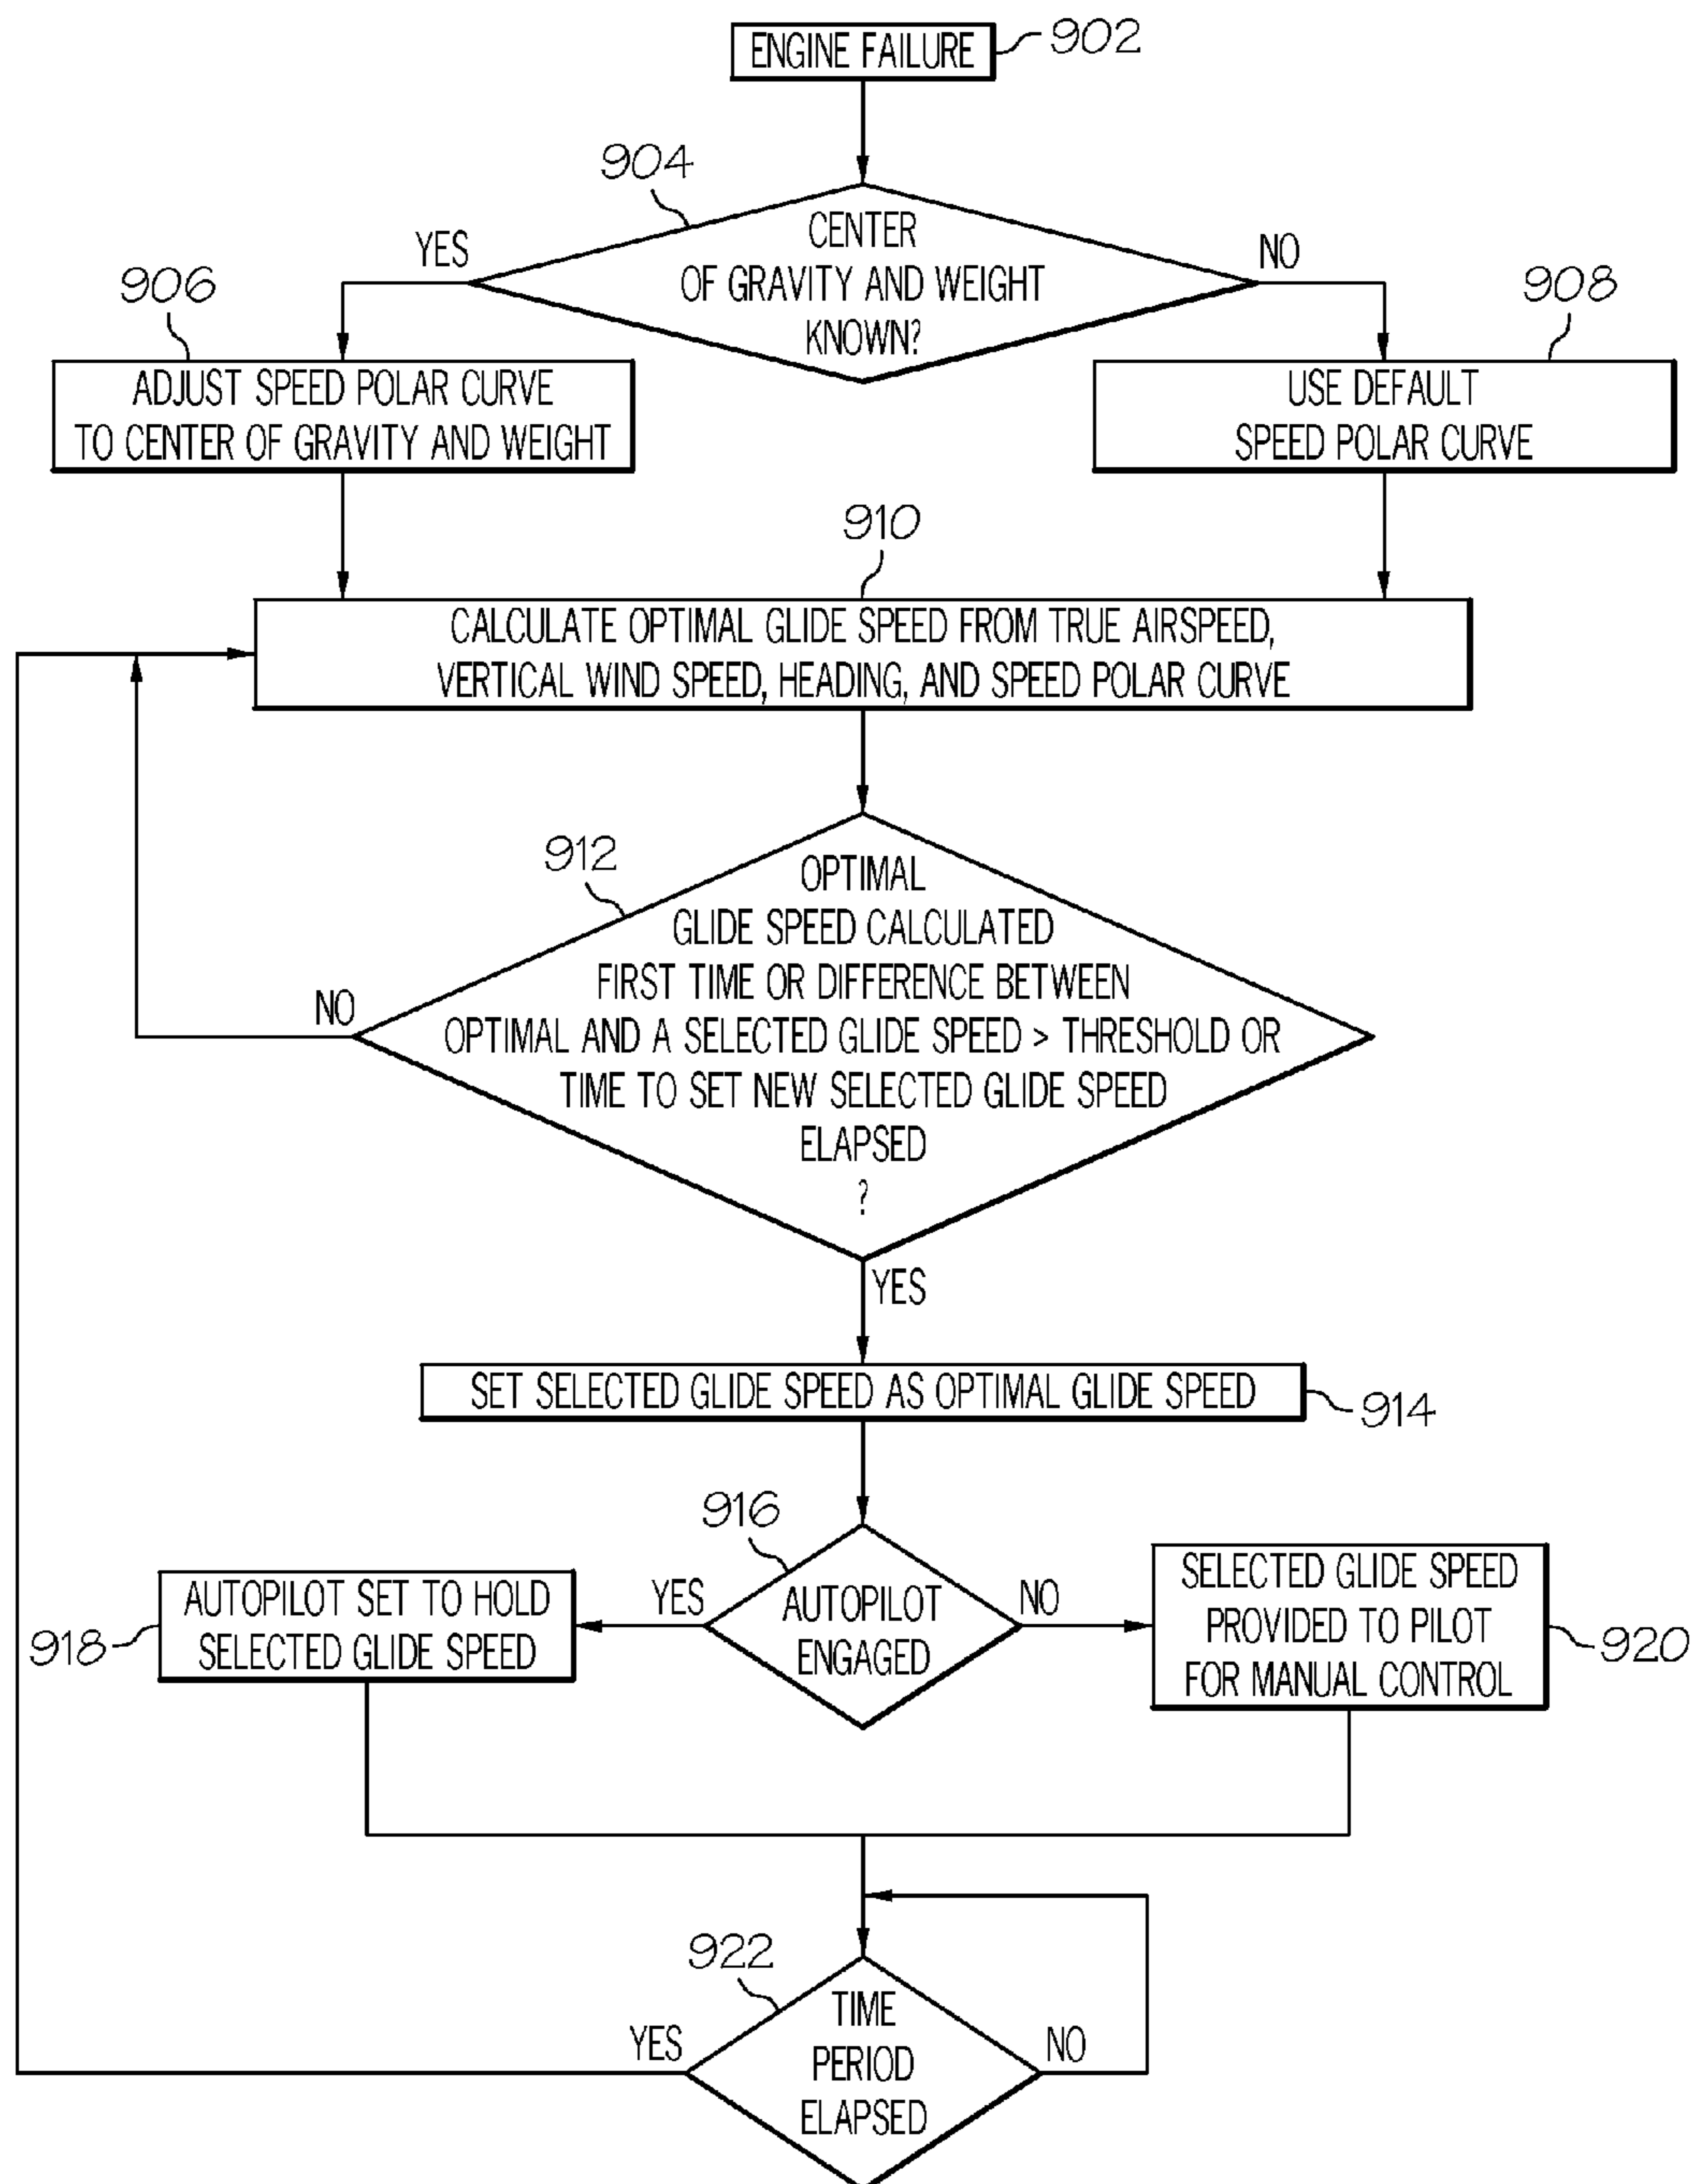 ENGINE FAILURE
902
904
CENTER
OF GRAVITY AND WEIGHT
KNOWN?
YES
NO
906
908
ADJUST SPEED POLAR CURVE
TO CENTER OF GRAVITY AND WEIGHT
USE DEFAULT
SPEED POLAR CURVE
910
CALCULATE OPTIMAL GLIDE SPEED FROM TRUE AIRSPEED,
VERTICAL WIND SPEED, HEADING, AND SPEED POLAR CURVE
912
OPTIMAL
GLIDE SPEED CALCULATED
FIRST TIME OR DIFFERENCE BETWEEN
OPTIMAL AND A SELECTED GLIDE SPEED > THRESHOLD OR
TIME TO SET NEW SELECTED GLIDE SPEED
ELAPSED
?
NO
YES
SET SELECTED GLIDE SPEED AS OPTIMAL GLIDE SPEED
914
916
AUTOPILOT
ENGAGED
YES
NO
AUTOPILOT SET TO HOLD
SELECTED GLIDE SPEED
918
SELECTED GLIDE SPEED
PROVIDED TO PILOT
FOR MANUAL CONTROL
920
922
TIME
PERIOD
ELAPSED
YES
NO